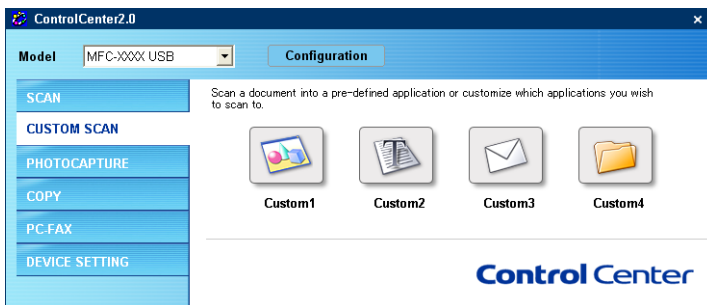 ControlCenter2.0
Model
MFC-XXXX USB
Configuration
SCAN
CUSTOM SCAN
PHOTOCAPTURE
COPY
PC-FAX
DEVICE SETTING
Scan a document into a pre-defined application or customize which applications you wish
to scan to.
Custom1
Custom2
Custom3
Custom4
Control Center